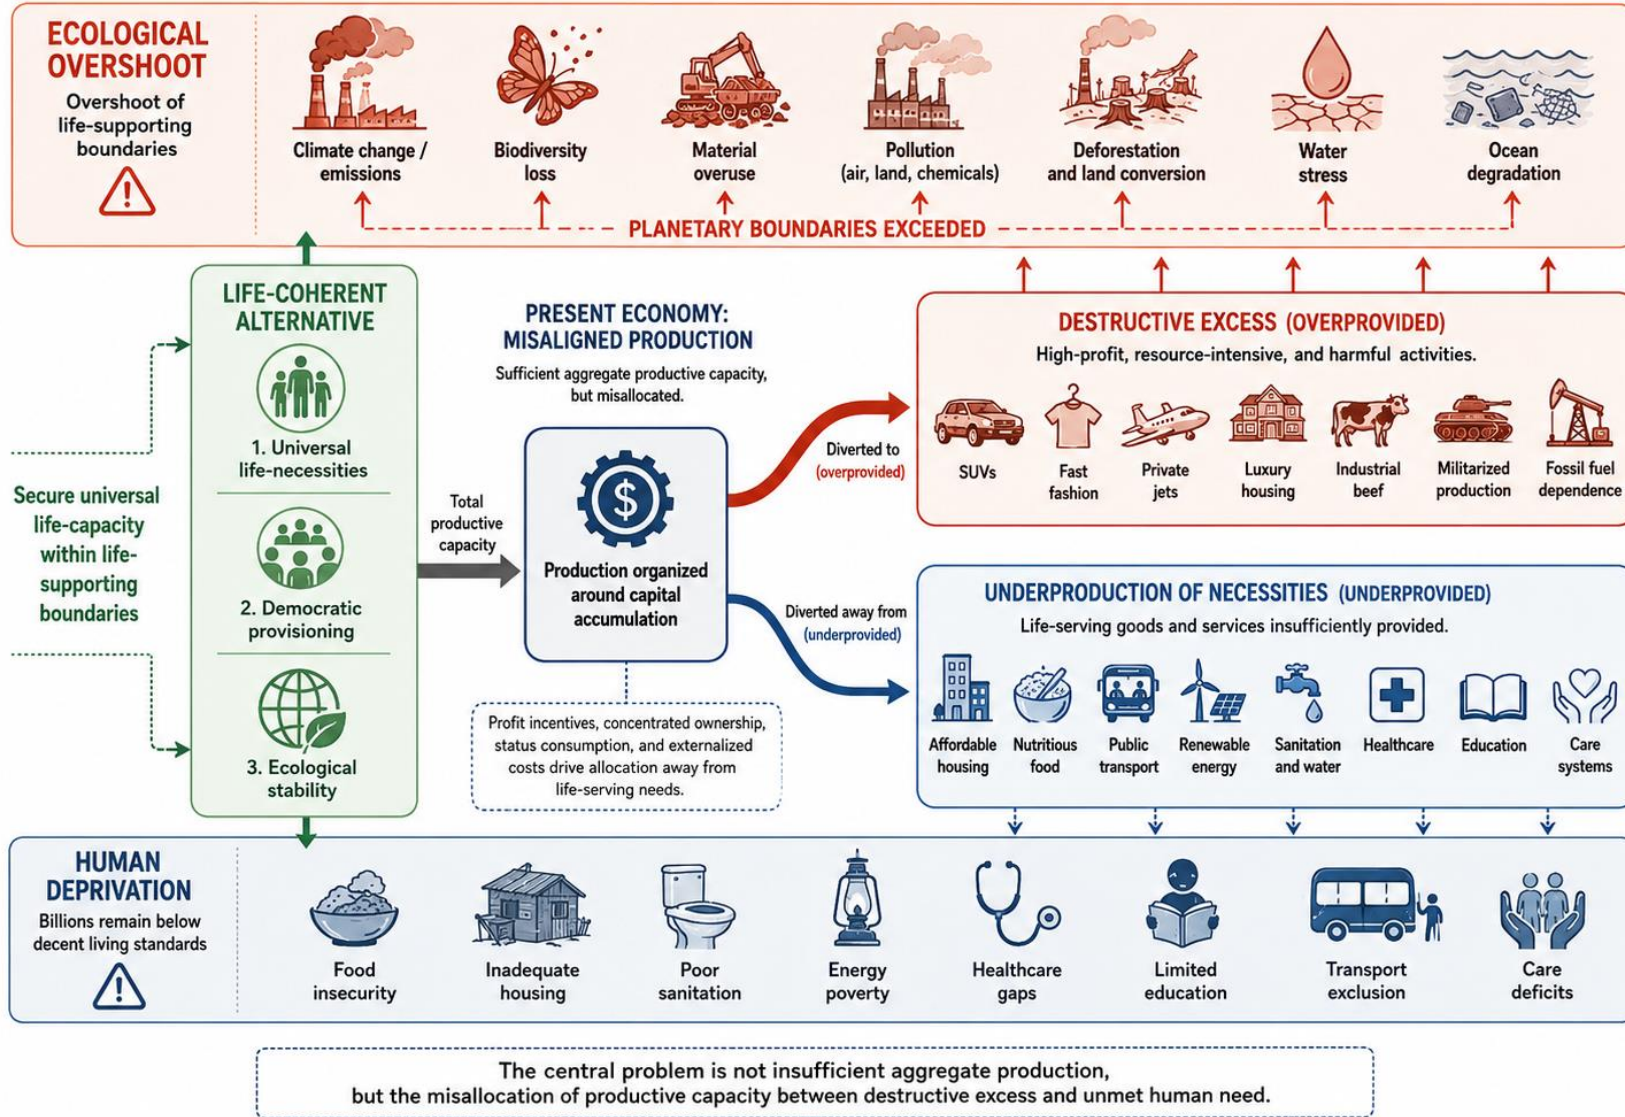 ECOLOGICAL
OVERSHOOT
Overshoot of
life-supporting
boundaries
Climate change /
emissions
Biodiversity
loss
Material
overuse
Pollution
(air, land, chemicals)
Deforestation
and land conversion
Water
stress
Ocean
degradation
PLANETARY BOUNDARIES EXCEEDED
Secure universal
life-capacity
within life-
supporting
boundaries
LIFE-COHERENT
ALTERNATIVE
1. Universal
life-necessities
2. Democratic
provisioning
3. Ecological
stability
Total
productive
capacity
PRESENT ECONOMY:
MISALIGNED PRODUCTION
Sufficient aggregate productive capacity,
but misallocated.
$
Production organized
around capital
accumulation
Profit incentives, concentrated ownership,
status consumption, and externalized
costs drive allocation away from
life-serving needs.
Diverted to
(overprovided)
Diverted away from
(underprovided)
DESTRUCTIVE EXCESS (OVERPROVIDED)
High-profit, resource-intensive, and harmful activities.
SUVs
Fast
fashion
Private
jets
Luxury
housing
Industrial
beef
Militarized
production
Fossil fuel
dependence
UNDERPRODUCTION OF NECESSITIES (UNDERPROVIDED)
Life-serving goods and services insufficiently provided.
Affordable
housing
Nutritious
food
Public
transport
Renewable
energy
Sanitation
and water
Healthcare
Education
Care
systems
HUMAN
DEPRIVATION
Billions remain below
decent living standards
Food
insecurity
Inadequate
housing
Poor
sanitation
Energy
poverty
Healthcare
gaps
Limited
education
Transport
exclusion
Care
deficits
The central problem is not insufficient aggregate production,
but the misallocation of productive capacity between destructive excess and unmet human need.